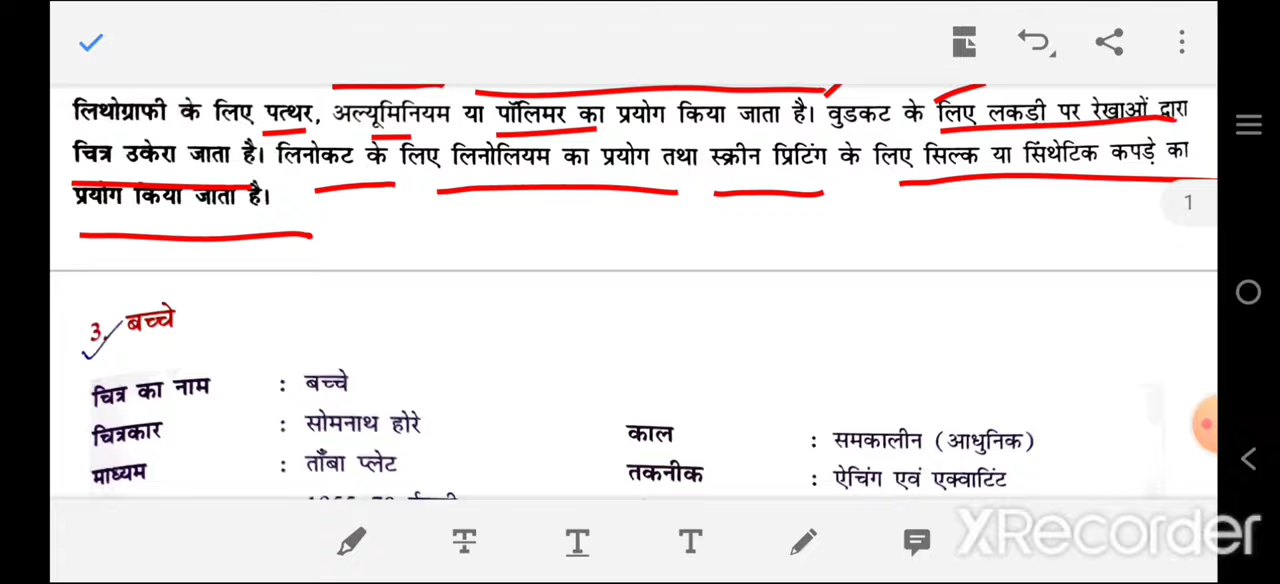 लिथोग्राफी के लिए पत्थर, अल्यूमिनियम या पॉलिमर का प्रयोग किया जाता है। वुडकट के लिए लकडी पर रेखाओं द्वारा
चित्र उकेरा जाता है। लिनोकट के लिए लिनोलियम का प्रयोग तथा स्क्रीन प्रिटिंग के लिए सिल्क या सिंथेटिक कपड़े का
प्रयोग किया जाता है।
1
3. बच्चे
चित्र का नाम : बच्चे
चित्रकार : सोमनाथ होरे काल : समकालीन (आधुनिक)
माध्यम : ताँबा प्लेट तकनीक : ऐचिंग एवं एक्वाटिंट
T T T
XRecorder